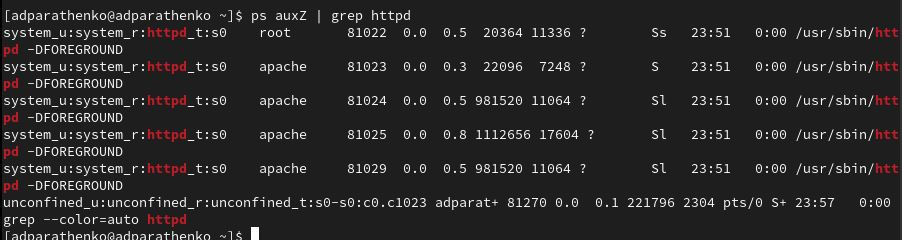 [adparathenko@adparathenko ~]$ ps auxZ | grep httpd
system_u:system_r:httpd_t:s0    root       81022  0.0  0.5  20364 11336 ?        Ss   23:51   0:00 /usr/sbin/htt
pd -DFOREGROUND
system_u:system_r:httpd_t:s0    apache     81023  0.0  0.3  22096  7248 ?        S    23:51   0:00 /usr/sbin/htt
pd -DFOREGROUND
system_u:system_r:httpd_t:s0    apache     81024  0.0  0.5 981520 11064 ?        Sl   23:51   0:00 /usr/sbin/htt
pd -DFOREGROUND
system_u:system_r:httpd_t:s0    apache     81025  0.0  0.8 1112656 17604 ?       Sl   23:51   0:00 /usr/sbin/htt
pd -DFOREGROUND
system_u:system_r:httpd_t:s0    apache     81029  0.0  0.5 981520 11064 ?        Sl   23:51   0:00 /usr/sbin/htt
pd -DFOREGROUND
unconfined_u:unconfined_r:unconfined_t:s0-s0:c0.c1023 adparat+ 81270 0.0  0.1 221796 2304 pts/0 S+ 23:57   0:00
grep --color=auto httpd
[adparathenko@adparathenko ~]$